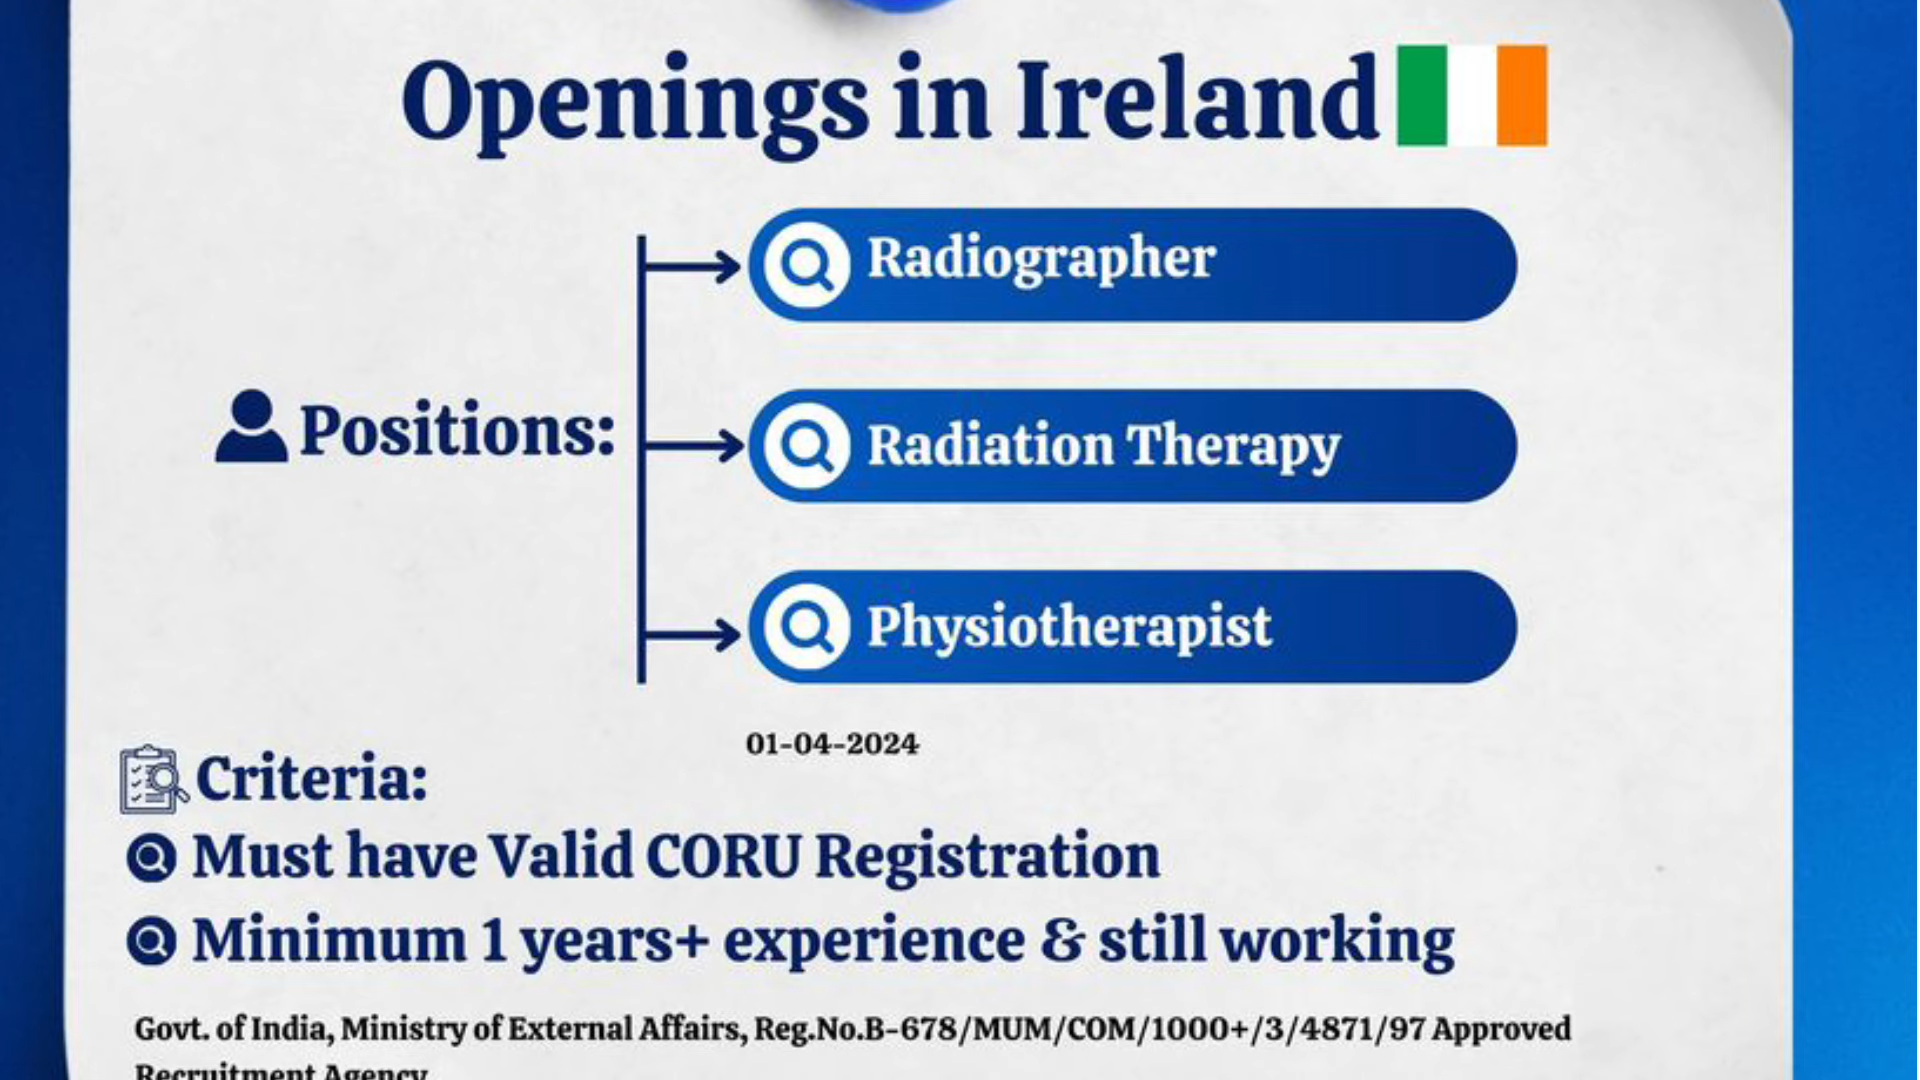 Openings in Ireland
Radiographer
Positions:
Radiation Therapy
Physiotherapist
01-04-2024
Criteria:
Must have Valid CORU Registration
Minimum 1 years+ experience & still working
Govt. of India, Ministry of External Affairs, Reg.No.B-678/MUM/COM/1000+/3/4871/97 Approved
Recruitment Agency